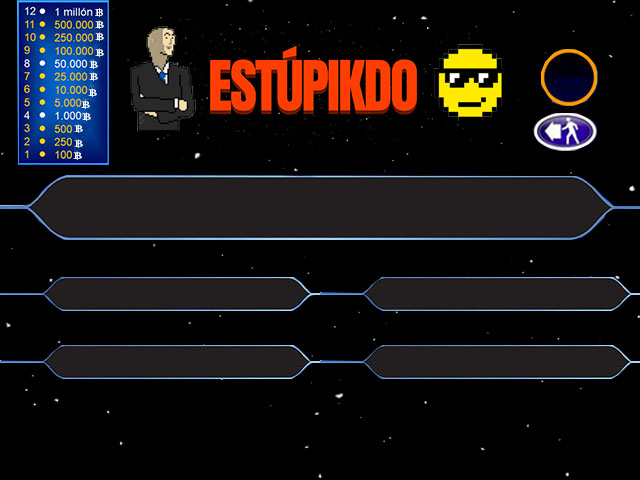 12 1 millón ₿
11 500.000 ₿
10 250.000 ₿
9 100.000 ₿
8 50.000 ₿
7 25.000 ₿
6 10.000 ₿
5 5.000 ₿
4 1.000 ₿
3 500 ₿
2 250 ₿
1 100 ₿
ESTÚPIKDO